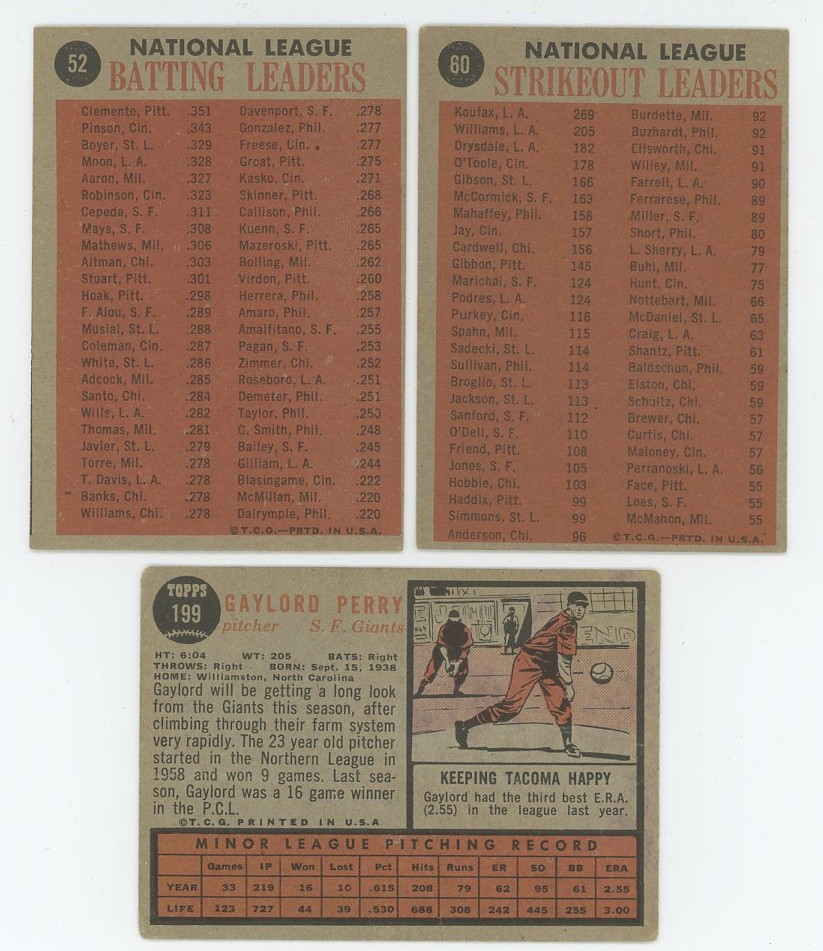 52
NATIONAL LEAGUE
BATTING LEADERS
Clemente, Pitt. .351 Davenport, S. F. .278
Pinson, Cin. .343 Gonzalez, Phil. .277
Boyer, St. L. .329 Freese, Cin. .277
Moon, L. A. .328 Groat, Pitt. .275
Aaron, Mil. .327 Kasko, Cin. .271
Robinson, Cin. .323 Skinner, Pitt. .268
Cepeda, S. F. .311 Callison, Phil. .266
Mays, S. F. .308 Kuenn, S. F. .265
Mathews, Mil. .306 Mazeroski, Pitt. .265
Altman, Chi. .303 Bolling, Mil. .262
Stuart, Pitt. .301 Virdon, Pitt. .260
Hoak, Pitt. .298 Herrera, Phil. .258
F. Alou, S. F. .289 Amaro, Phil. .257
Musial, St. L. .288 Amalfitano, S. F. .255
Coleman, Cin. .287 Pagan, S. F. .253
White, St. L. .286 Zimmer, Chi. .252
Adcock, Mil. .285 Roseboro, L. A. .251
Santo, Chi. .284 Demeter, Phil. .251
Wills, L. A. .282 Taylor, Phil. .253
Thomas, Mil. .281 C. Smith, Phil. .248
Javier, St. L. .279 Bailey, S. F. .245
Torre, Mil. .278 Gilliam, L. A. .244
T. Davis, L. A. .278 Blasingame, Cin. .222
Banks, Chi. .278 McMillan, Mil. .220
Williams, Chi. .278 Dalrymple, Phil. .220
©T.C.G.—PRTD. IN U.S.A.
60
NATIONAL LEAGUE
STRIKEOUT LEADERS
Koufax, L. A. 269 Burdette, Mil. 92
Williams, L. A. 205 Buzhardt, Phil. 92
Drysdale, L. A. 182 Ellsworth, Chi. 91
O'Toole, Cin. 178 Willey, Mil. 91
Gibson, St. L. 166 Farrell, L. A. 90
McCormick, S. F. 163 Ferrarese, Phil. 89
Mahaffey, Phil. 158 Miller, S. F. 89
Jay, Cin. 157 Short, Phil. 80
Cardwell, Chi. 156 L. Sherry, L. A. 79
Gibbon, Pitt. 145 Buhl, Mil. 77
Marichal, S. F. 124 Hunt, Cin. 75
Podres, L. A. 124 Nottebart, Mil. 66
Purkey, Cin. 116 McDaniel, St. L. 65
Spahn, Mil. 115 Craig, L. A. 63
Sadecki, St. L. 114 Shantz, Pitt. 61
Sullivan, Phil. 114 Baldschun, Phil. 59
Broglio, St. L. 113 Elston, Chi. 59
Jackson, St. L. 113 Schultz, Chi. 59
Sanford, S. F. 112 Brewer, Chi. 57
O'Dell, S. F. 110 Curtis, Chi. 57
Friend, Pitt. 108 Maloney, Cin. 57
Jones, S. F. 105 Perranoski, L. A. 56
Hobbie, Chi. 103 Face, Pitt. 55
Haddix, Pitt. 99 Loes, S. F. 55
Simmons, St. L. 99 McMahon, Mil. 55
Anderson, Chi. 96 ©T.C.G.—PRTD. IN U.S.A.
TOPPS
199
GAYLORD PERRY
pitcher S. F. Giants
HT: 6:04 WT: 205 BATS: Right
THROWS: Right BORN: Sept. 15, 1938
HOME: Williamston, North Carolina
Gaylord will be getting a long look
from the Giants this season, after
climbing through their farm system
very rapidly. The 23 year old pitcher
started in the Northern League in
1958 and won 9 games. Last sea-
son, Gaylord was a 16 game winner
in the P.C.L.
©T.C.G. PRINTED IN U.S.A
END
KEEPING TACOMA HAPPY
Gaylord had the third best E.R.A.
(2.55) in the league last year.
MINOR LEAGUE PITCHING RECORD
Games IP Won Lost Pct Hits Runs ER SO BB ERA
YEAR 33 219 16 10 .615 208 79 62 95 61 2.55
LIFE 123 727 44 39 .530 688 308 242 445 255 3.00